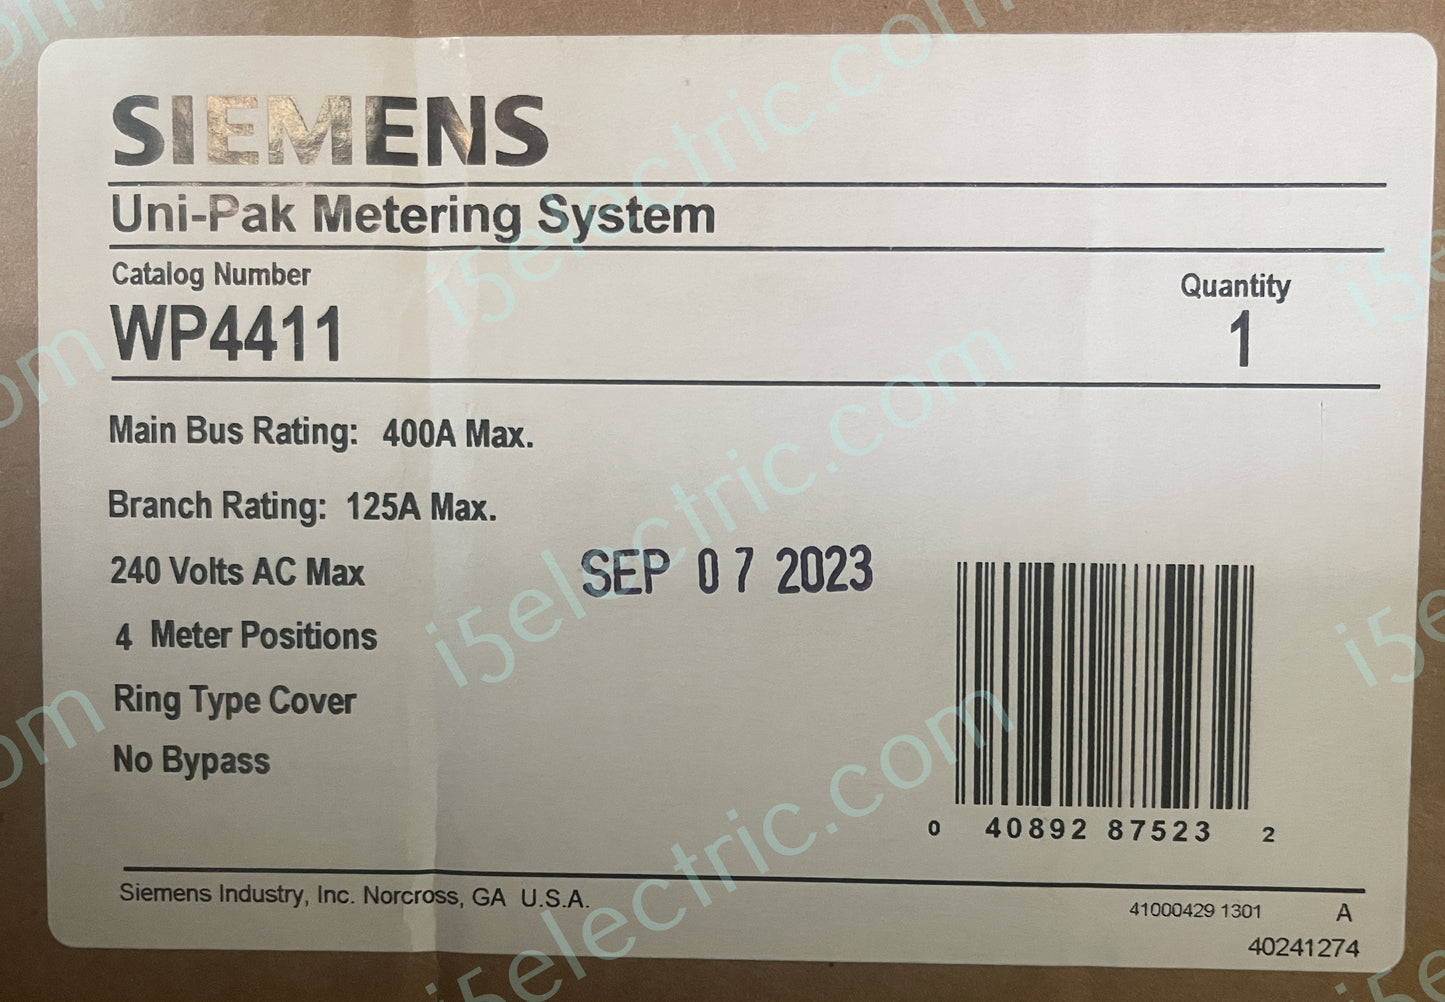 SIEMENS
Uni-Pak Metering System
Catalog Number
WP4411
Quantity
1
Main Bus Rating: 400A Max.
Branch Rating: 125A Max.
240 Volts AC Max
SEP 07 2023
4 Meter Positions
Ring Type Cover
No Bypass
0 40892 87523 2
Siemens Industry, Inc. Norcross, GA U.S.A.
41000429 1301 A
40241274
i5electric.com
i5electric.com
i5electric.com